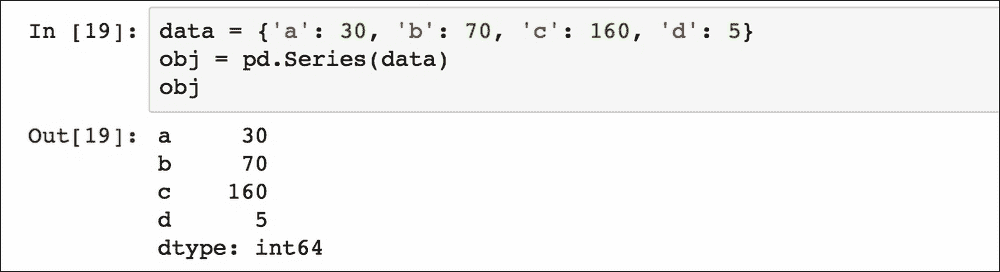 In [19]: data = {'a': 30, 'b': 70, 'c': 160, 'd': 5}
obj = pd.Series(data)
obj
Out[19]: a     30
b     70
c    160
d      5
dtype: int64